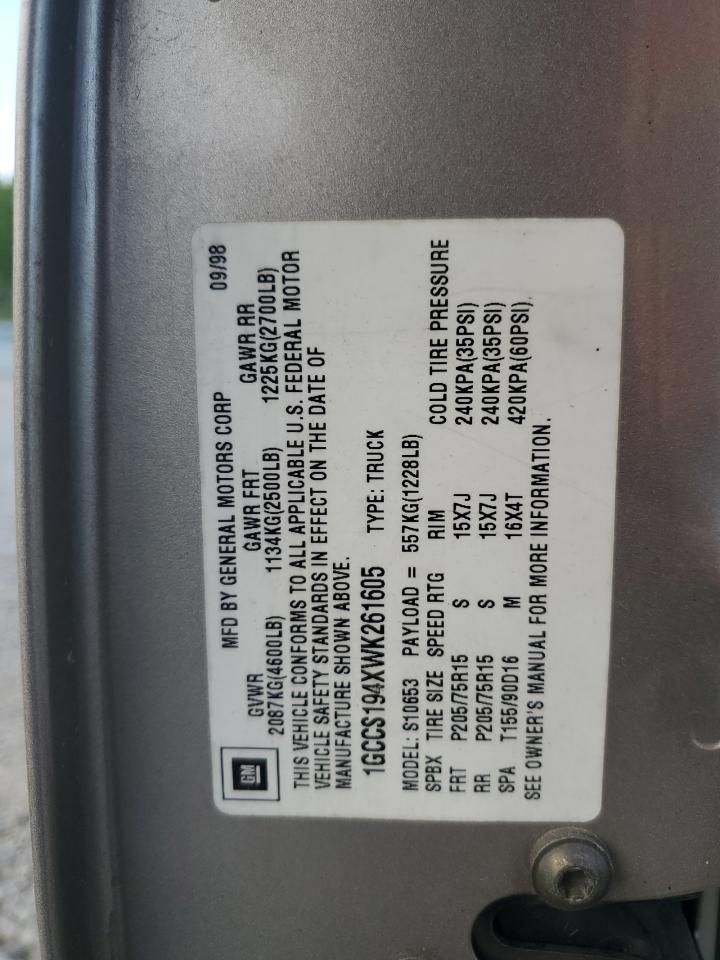 MFD BY GENERAL MOTORS CORP 09/98
GM
GVWR GAWR FRT GAWR RR
2087KG(4600LB) 1134KG(2500LB) 1225KG(2700LB)
THIS VEHICLE CONFORMS TO ALL APPLICABLE U.S. FEDERAL MOTOR
VEHICLE SAFETY STANDARDS IN EFFECT ON THE DATE OF
MANUFACTURE SHOWN ABOVE.
1GCCS194XWK261605 TYPE: TRUCK
MODEL: S10653 PAYLOAD = 557KG(1228LB)
SPBX TIRE SIZE SPEED RTG RIM COLD TIRE PRESSURE
FRT P205/75R15 S 15X7J 240KPA(35PSI)
RR P205/75R15 S 15X7J 240KPA(35PSI)
SPA T155/90D16 M 16X4T 420KPA(60PSI)
SEE OWNER'S MANUAL FOR MORE INFORMATION.